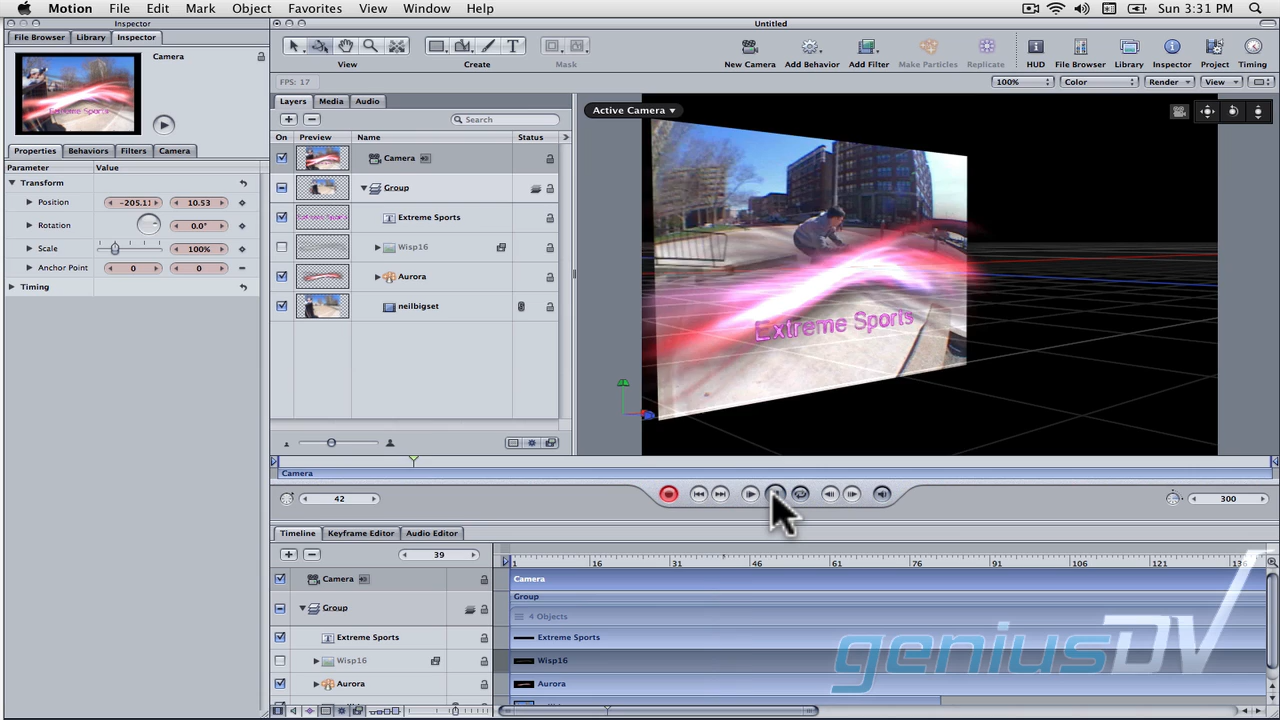 Motion File Edit Mark Object Favorites View Window Help Sun 3:31 PM
Inspector
Untitled
File Browser Library Inspector
Camera
View Create Mask
New Camera Add Behavior Add Filter Make Particles Replicate HUD File Browser Library Inspector Project Timing
FPS: 17 100% Color Render View
Layers Media Audio
Active Camera
Search
On Preview Name Status
Properties Behaviors Filters Camera
Parameter Value
Transform
Position 10.53
Rotation 0.0°
Scale 100%
Anchor Point 0 0
Timing
Camera
Group
Extreme Sports
Wisp16
Aurora
neilbigset
Extreme Sports
Camera
42 300
Timeline Keyframe Editor Audio Editor
39
1 16 31 46 61 76 91 106 121
Camera Camera
Group Group
4 Objects
Extreme Sports Extreme Sports
Wisp16 Wisp16
Aurora Aurora
geniusDV